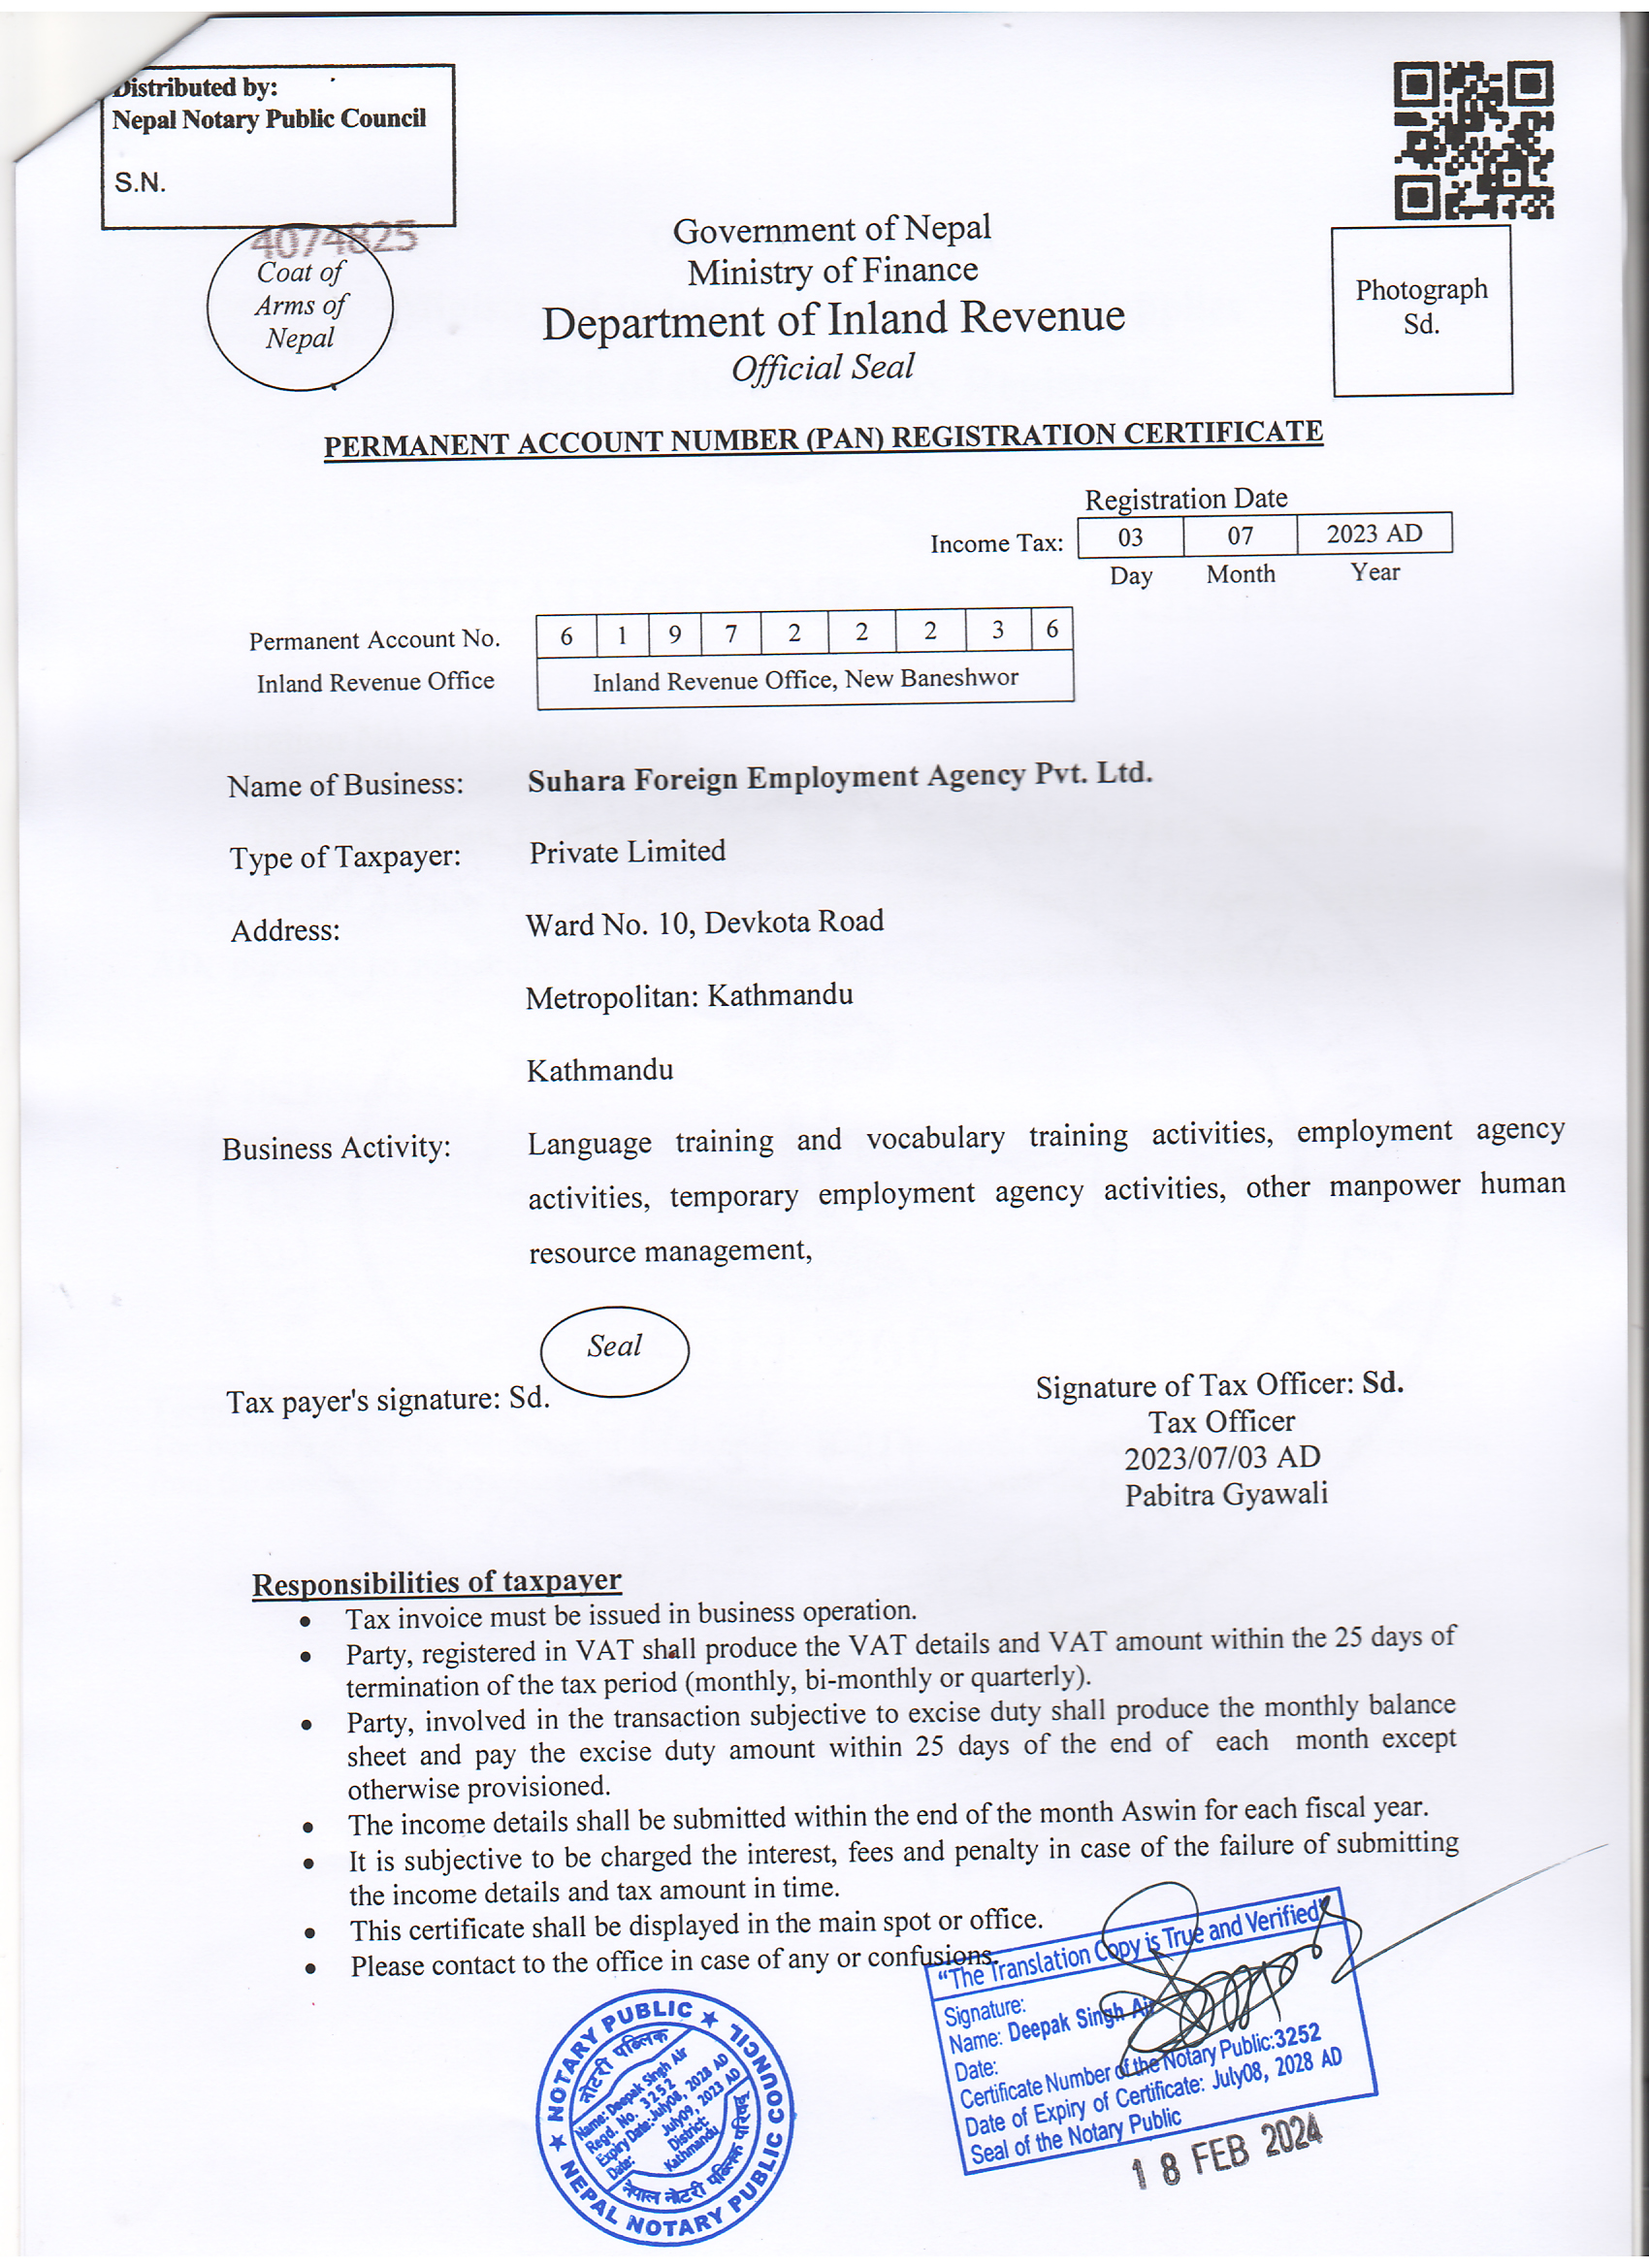 Distributed by:
Nepal Notary Public Council
S.N.
4074825
Coat of
Arms of
Nepal
Government of Nepal
Ministry of Finance
Department of Inland Revenue
Official Seal
Photograph
Sd.
PERMANENT ACCOUNT NUMBER (PAN) REGISTRATION CERTIFICATE
Registration Date
Income Tax: 03 07 2023 AD
Day Month Year
Permanent Account No. 6 1 9 7 2 2 2 3 6
Inland Revenue Office Inland Revenue Office, New Baneshwor
Name of Business: Suhara Foreign Employment Agency Pvt. Ltd.
Type of Taxpayer: Private Limited
Address: Ward No. 10, Devkota Road
Metropolitan: Kathmandu
Kathmandu
Business Activity: Language training and vocabulary training activities, employment agency
activities, temporary employment agency activities, other manpower human
resource management,
Seal
Tax payer's signature: Sd.
Signature of Tax Officer: Sd.
Tax Officer
2023/07/03 AD
Pabitra Gyawali
Responsibilities of taxpayer
• Tax invoice must be issued in business operation.
• Party, registered in VAT shall produce the VAT details and VAT amount within the 25 days of
termination of the tax period (monthly, bi-monthly or quarterly).
• Party, involved in the transaction subjective to excise duty shall produce the monthly balance
sheet and pay the excise duty amount within 25 days of the end of each month except
otherwise provisioned.
• The income details shall be submitted within the end of the month Aswin for each fiscal year.
• It is subjective to be charged the interest, fees and penalty in case of the failure of submitting
the income details and tax amount in time.
• This certificate shall be displayed in the main spot or office.
• Please contact to the office in case of any or confusions.
"The Translation Copy is True and Verified"
Signature:
Name: Deepak Singh Air
Date:
Certificate Number of the Notary Public:3252
Date of Expiry of Certificate: July08, 2028 AD
Seal of the Notary Public
18 FEB 2024
★ NOTARY PUBLIC ★
NEPAL NOTARY PUBLIC COUNCIL
नोटरी पब्लिक
Name: Deepak Singh Air
Regd. No. 3252
Expiry Date:July08, 2028 AD
Date: July09, 2023 AD
District:
Kathmandu
नेपाल नोटरी पब्लिक परिषद